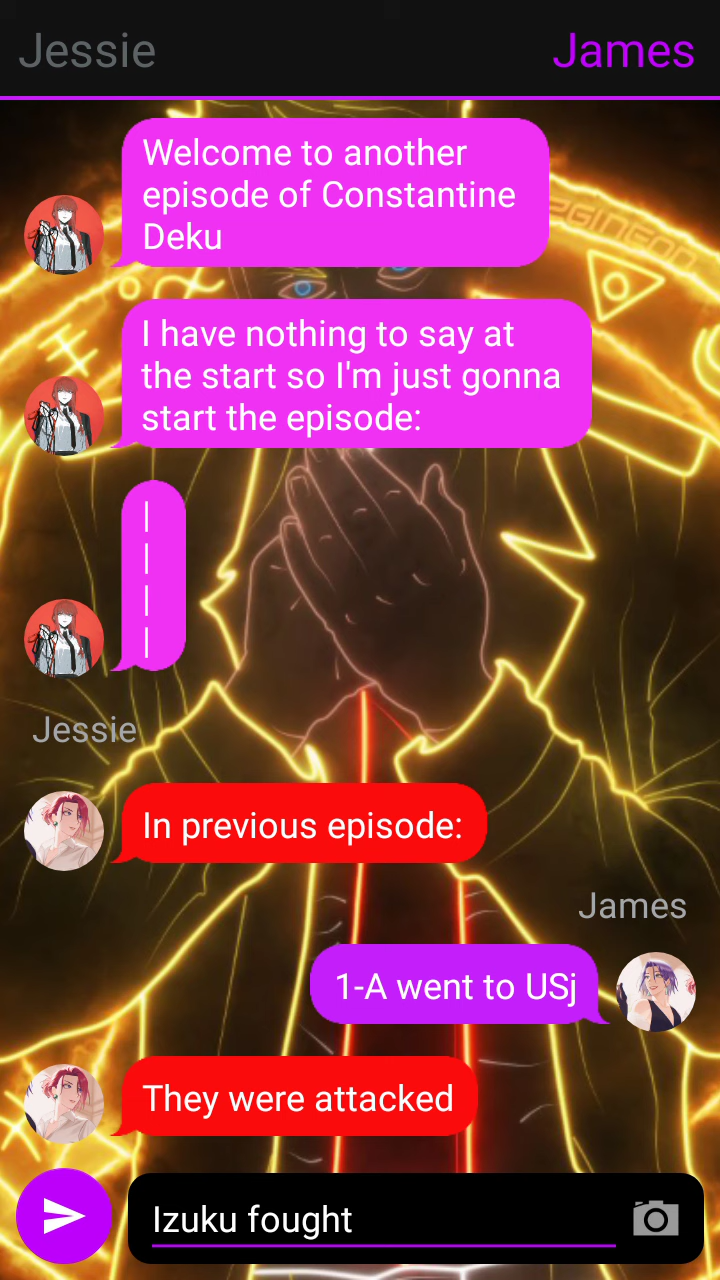 Jessie James
Welcome to another
episode of Constantine
Deku
I have nothing to say at
the start so I'm just gonna
start the episode:
|
|
|
|
Jessie
In previous episode:
James
1-A went to USj
They were attacked
Izuku fought